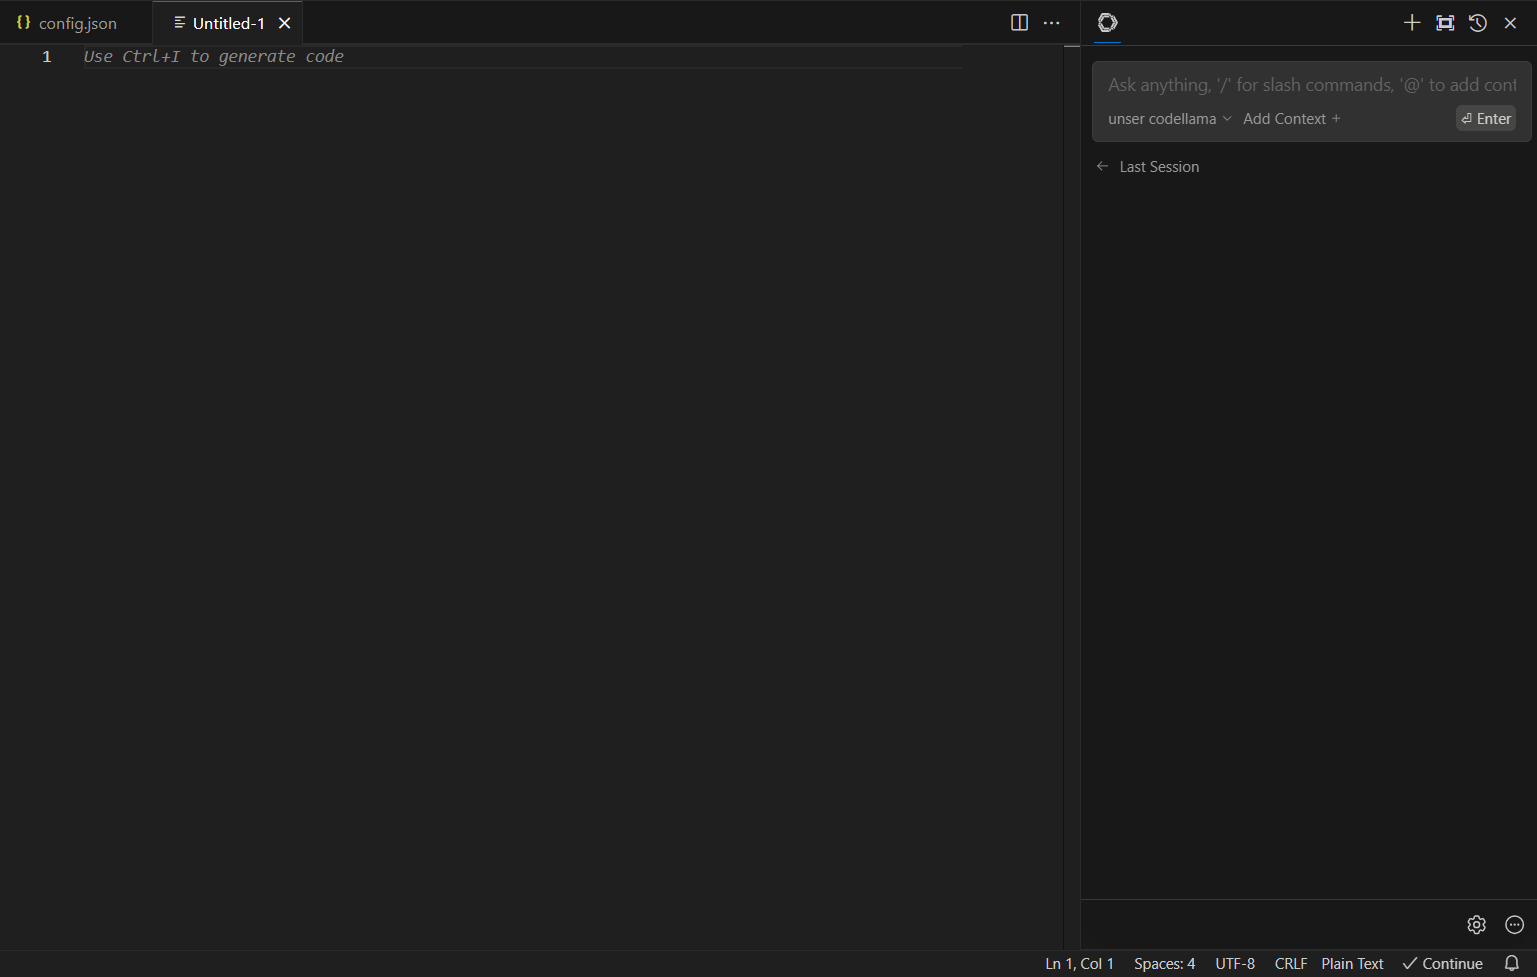 {} config.json
Untitled-1
1 Use Ctrl+I to generate code
Ask anything, '/' for slash commands, '@' to add cont
unser codellama Add Context + Enter
Last Session
Ln 1, Col 1 Spaces: 4 UTF-8 CRLF Plain Text Continue